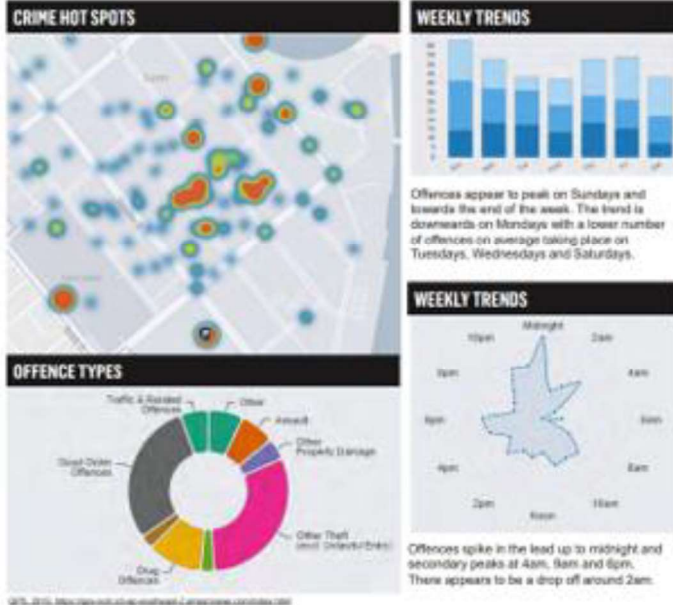 CRIME HOT SPOTS
WEEKLY TRENDS
Offences appear to peak on Sundays and
towards the end of the week. The trend is
downwards on Mondays with a lower number
of offences on average taking place on
Tuesdays, Wednesdays and Saturdays.
WEEKLY TRENDS
Midnight
2am
4am
6am
8am
10am
Noon
2pm
4pm
6pm
8pm
10pm
Offences spike in the lead up to midnight and
secondary peaks at 4am, 9am and 6pm.
There appears to be a drop off around 2am.
OFFENCE TYPES
Traffic & Related
Offences
Other
Assault
Other
Property Damage
Good Order
Offences
Other Theft
(excl. Unlawful Entry)
Drug
Offences